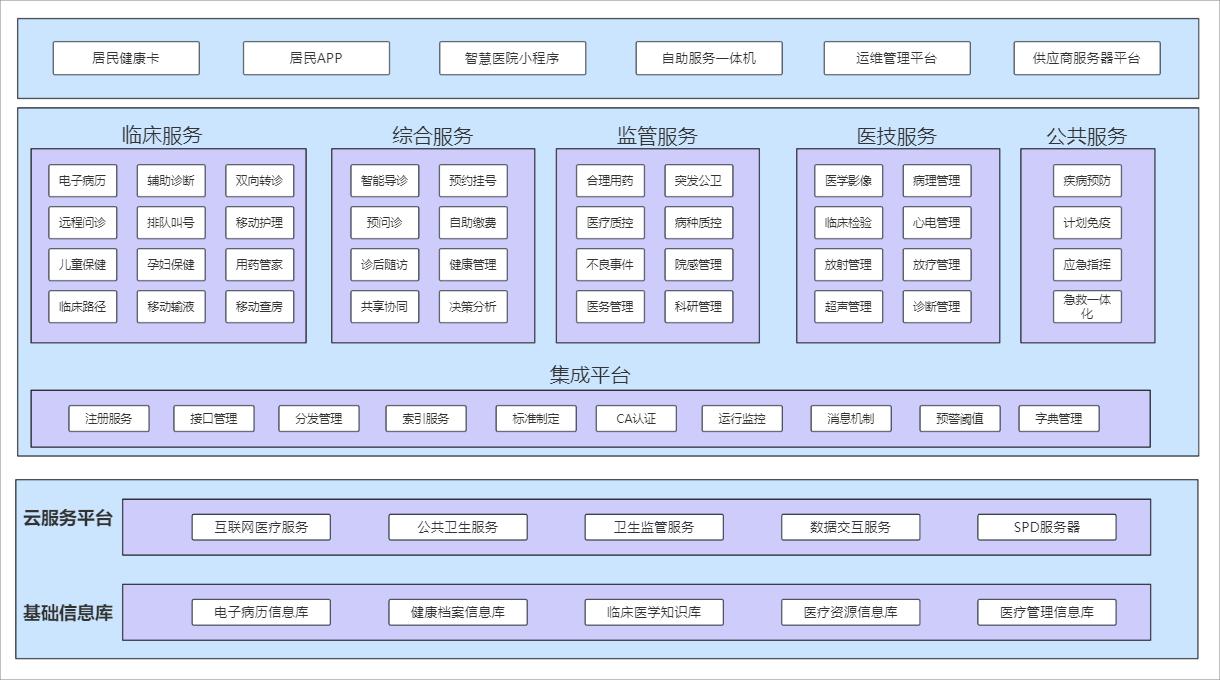 居民健康卡
居民APP
智慧医院小程序
自助服务一体机
运维管理平台
供应商服务器平台
临床服务
电子病历
辅助诊断
双向转诊
远程问诊
排队叫号
移动护理
儿童保健
孕妇保健
用药管家
临床路径
移动输液
移动查房
综合服务
智能导诊
预约挂号
预问诊
自助缴费
诊后随访
健康管理
共享协同
决策分析
监管服务
合理用药
突发公卫
医疗质控
病种质控
不良事件
院感管理
医务管理
科研管理
医技服务
医学影像
病理管理
临床检验
心电管理
放射管理
放疗管理
超声管理
诊断管理
公共服务
疾病预防
计划免疫
应急指挥
急救一体
化
集成平台
注册服务
接口管理
分发管理
索引服务
标准制定
CA认证
运行监控
消息机制
预警阈值
字典管理
云服务平台
互联网医疗服务
公共卫生服务
卫生监管服务
数据交互服务
SPD服务器
基础信息库
电子病历信息库
健康档案信息库
临床医学知识库
医疗资源信息库
医疗管理信息库